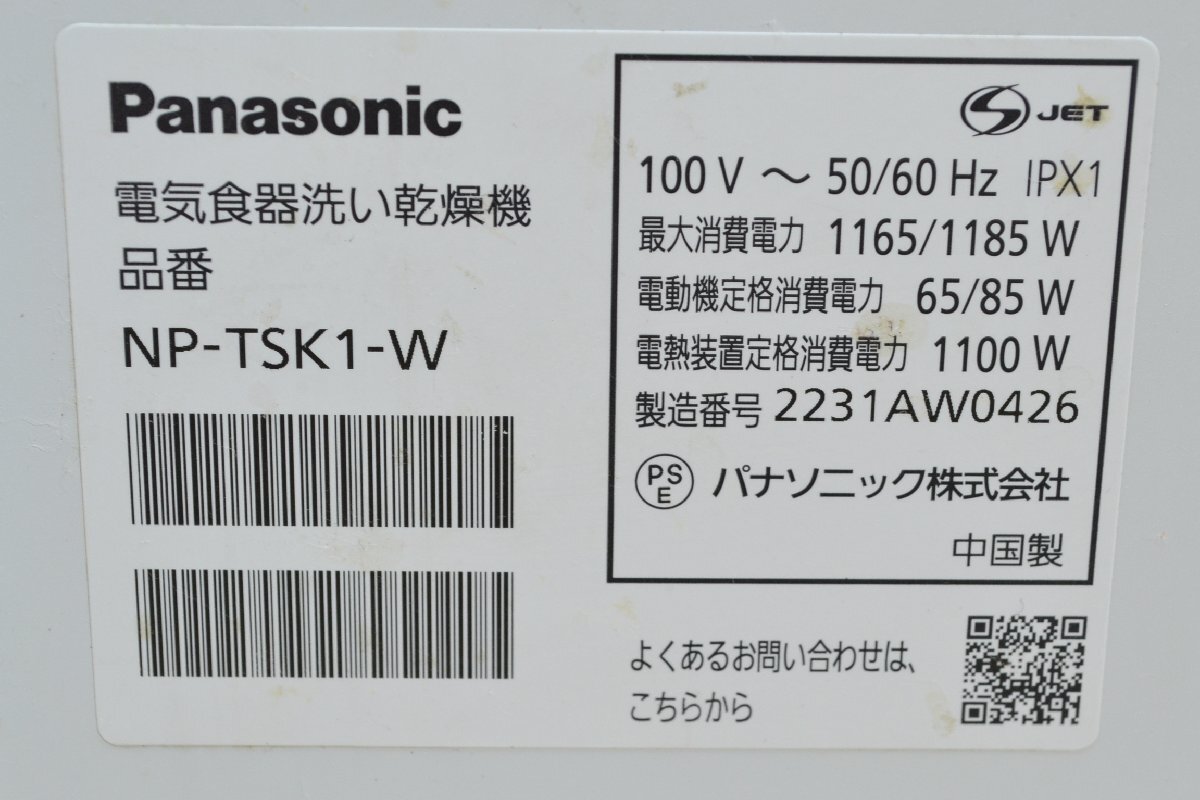 Panasonic
電気食器洗い乾燥機
品番
NP-TSK1-W
JET
100 V ～ 50/60 Hz IPX1
最大消費電力 1165/1185 W
電動機定格消費電力 65/85 W
電熱装置定格消費電力 1100 W
製造番号 2231AW0426
PS E パナソニック株式会社
中国製
よくあるお問い合わせは、
こちらから